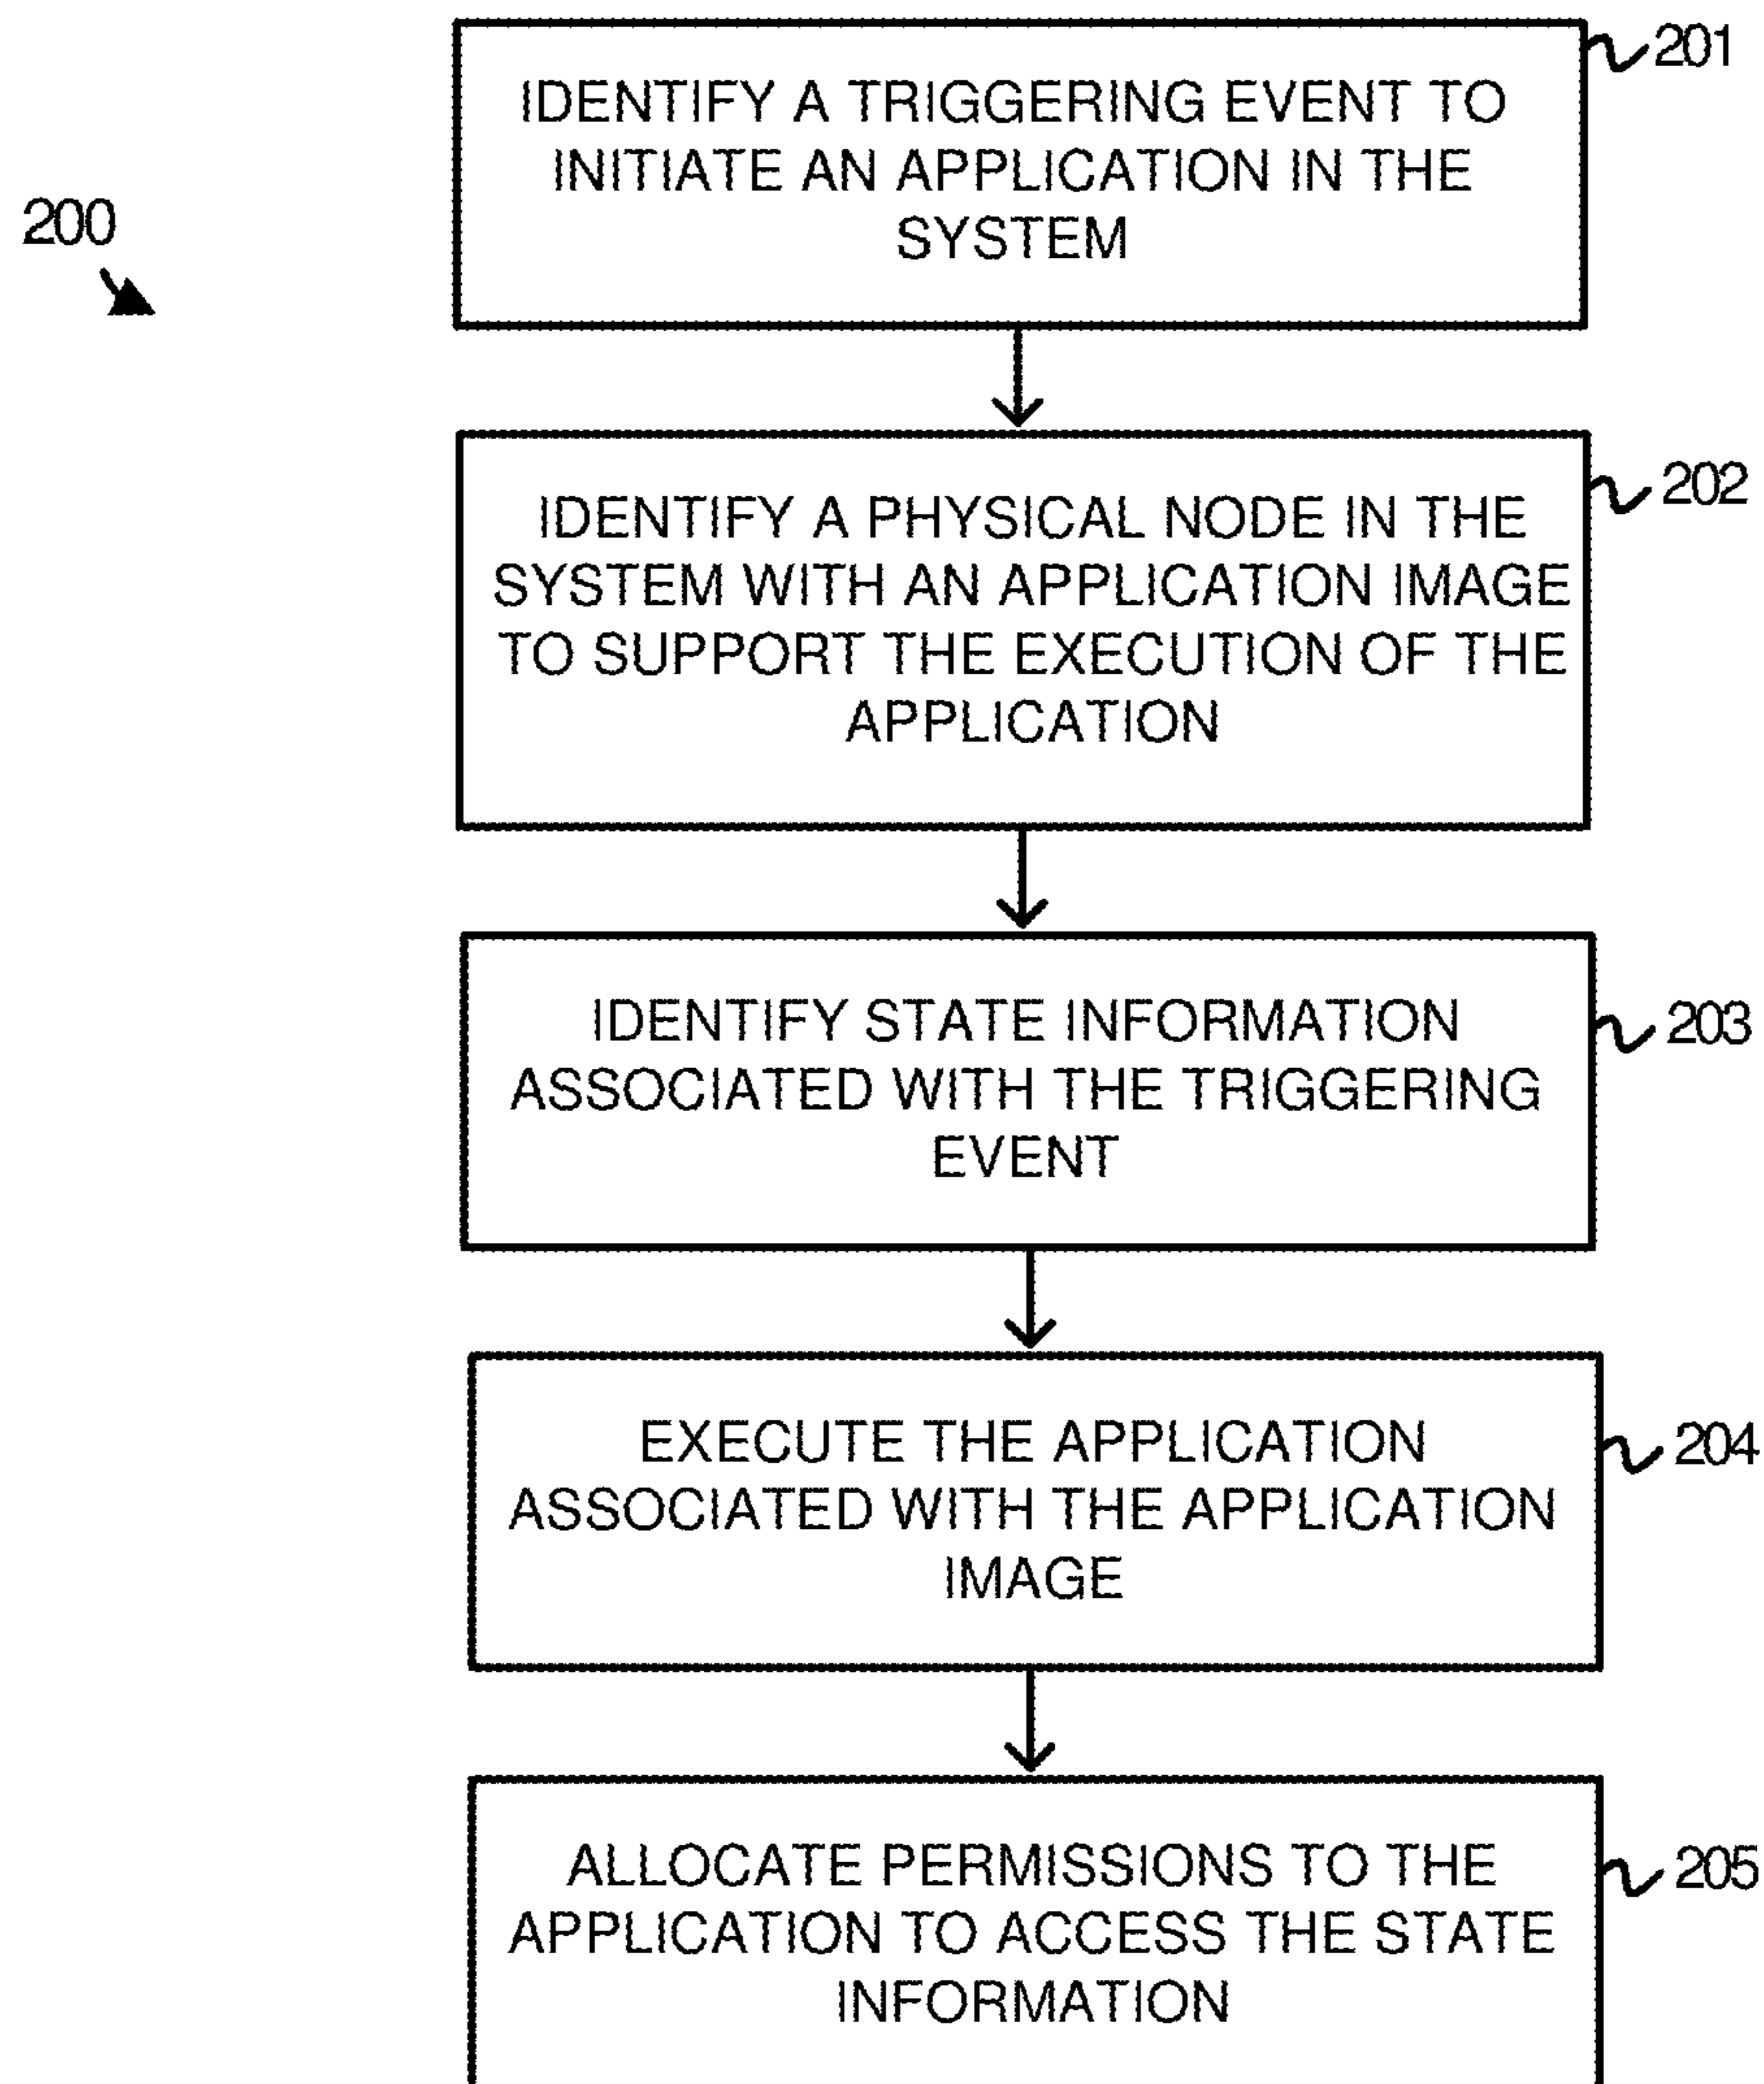 200
201
IDENTIFY A TRIGGERING EVENT TO
INITIATE AN APPLICATION IN THE
SYSTEM
202
IDENTIFY A PHYSICAL NODE IN THE
SYSTEM WITH AN APPLICATION IMAGE
TO SUPPORT THE EXECUTION OF THE
APPLICATION
203
IDENTIFY STATE INFORMATION
ASSOCIATED WITH THE TRIGGERING
EVENT
204
EXECUTE THE APPLICATION
ASSOCIATED WITH THE APPLICATION
IMAGE
205
ALLOCATE PERMISSIONS TO THE
APPLICATION TO ACCESS THE STATE
INFORMATION